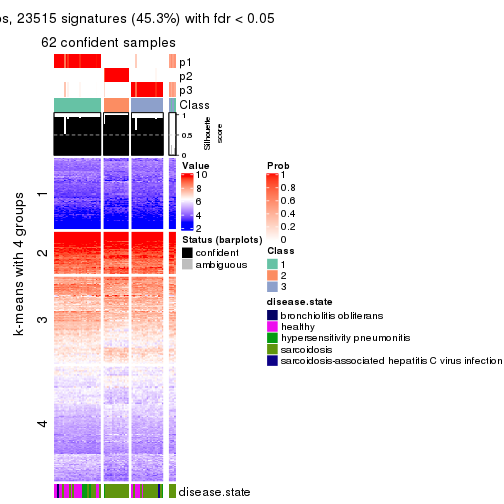 os, 23515 signatures (45.3%) with fdr < 0.05
62 confident samples
p1
p2
p3
Class
1
0.5
0
Silhouette
score
k-means with 4 groups
1
2
3
4
Value
10
8
6
4
2
Status (barplots)
confident
ambiguous
Prob
1
0.8
0.6
0.4
0.2
0
Class
1
2
3
disease.state
bronchiolitis obliterans
healthy
hypersensitivity pneumonitis
sarcoidosis
sarcoidosis-associated hepatitis C virus infection
disease.state